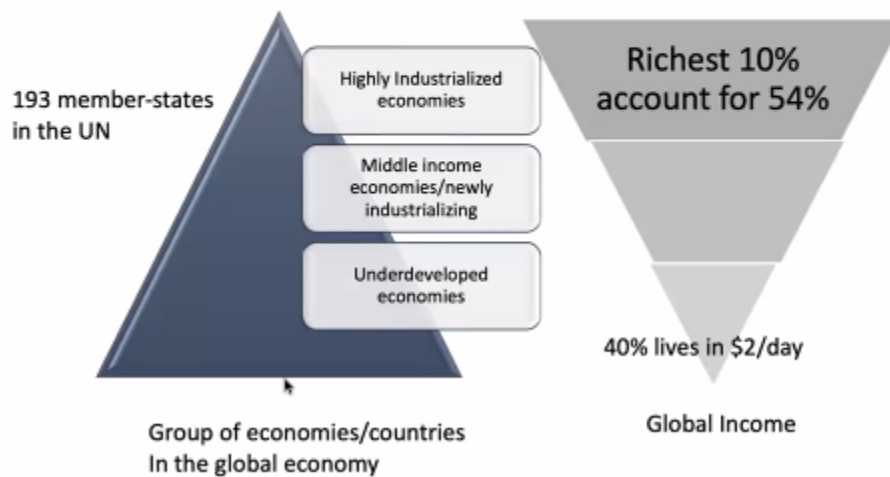 193 member-states
in the UN
Highly Industrialized
economies
Middle income
economies/newly
industrializing
Underdeveloped
economies
Group of economies/countries
In the global economy
Richest 10%
account for 54%
40% lives in $2/day
Global Income